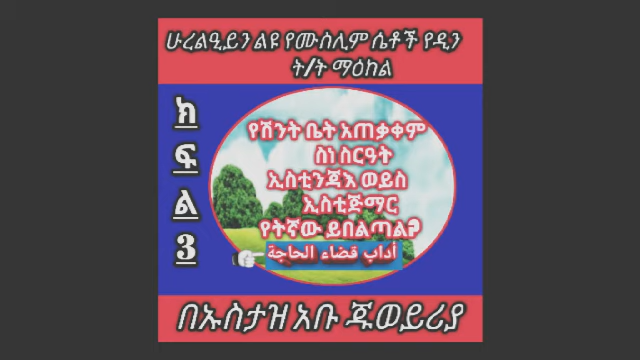 ሁረልዒይን ልዩ የሙስሊም ሴቶች የዲን
ት/ት ማዕከል
ክ
ፍ
ል
3
የሽንት ቤት አጠቃቀም
ስነ ስርዓት
ኢስቲንጃእ ወይስ
ኢስቲጅማር
የትኛው ይበልጣል?
آداب قضاء الحاجة
በኡስታዝ አቡ ጁወይሪያ